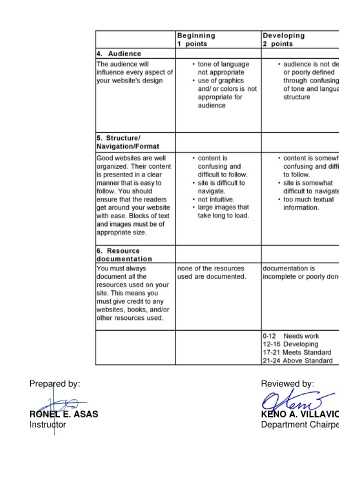 Beginning
1 points
Developing
2 points
4. Audience
The audience will
influence every aspect of
your website's design
• tone of language
not appropriate
• use of graphics
and/ or colors is not
appropriate for
audience
• audience is not de
or poorly defined
through confusing
of tone and langua
structure
5. Structure/
Navigation/Format
Good websites are well
organized. Their content
is presented in a clear
manner that is easy to
follow. You should
ensure that the readers
get around your website
with ease. Blocks of text
and images must be of
appropriate size.
• content is
confusing and
difficult to follow.
• site is difficult to
navigate.
• not intuitive.
• large images that
take long to load.
• content is somewh
confusing and diffi
to follow.
• site is somewhat
difficult to navigate
• too much textual
information.
6. Resource
documentation
You must always
document all the
resources used on your
site. This means you
must give credit to any
websites, books, and/or
other resources used.
none of the resources
used are documented.
documentation is
incomplete or poorly don
0-12 Needs work
12-16 Developing
17-21 Meets Standard
21-24 Above Standard
Prepared by:
RONEL E. ASAS
Instructor
Reviewed by:
KENO A. VILLAVIC
Department Chairpe